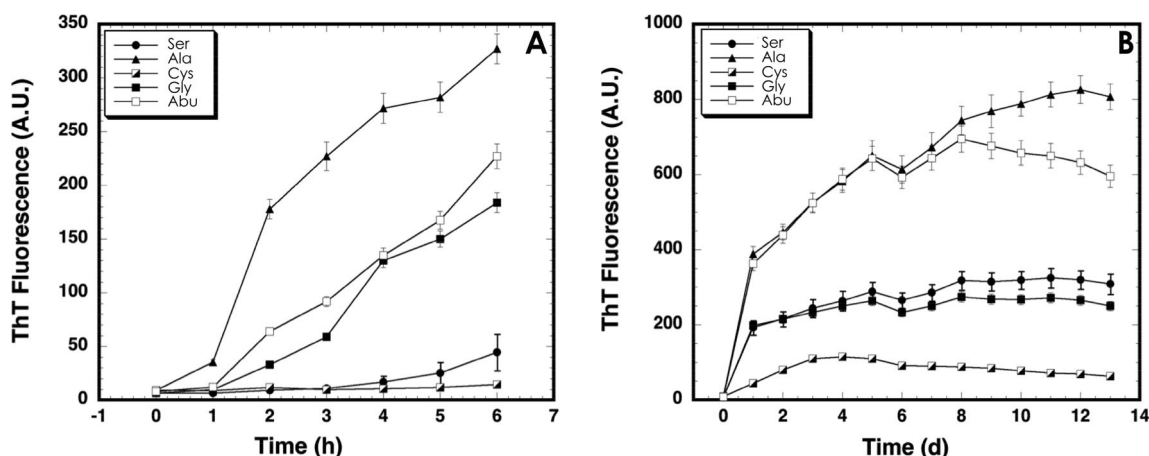 A
Ser
Ala
Cys
Gly
Abu
ThT Fluorescence (A.U.)
350
300
250
200
150
100
50
0
-1 0 1 2 3 4 5 6 7
Time (h)
B
Ser
Ala
Cys
Gly
Abu
ThT Fluorescence (A.U.)
1000
800
600
400
200
0
0 2 4 6 8 10 12 14
Time (d)